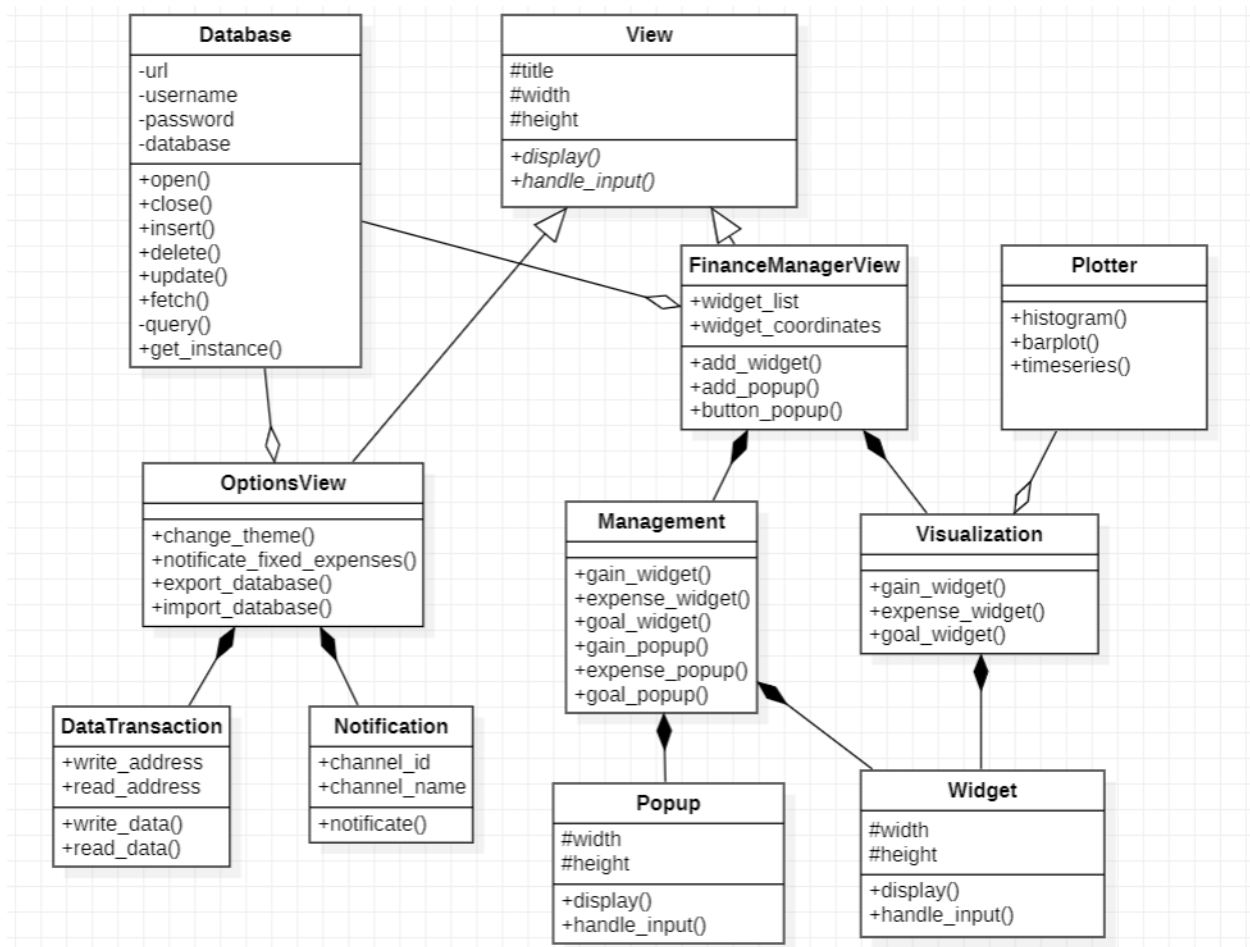 Database
-url
-username
-password
-database
+open()
+close()
+insert()
+delete()
+update()
+fetch()
-query()
+get_instance()
View
#title
#width
#height
+display()
+handle_input()
FinanceManagerView
+widget_list
+widget_coordinates
+add_widget()
+add_popup()
+button_popup()
Plotter
+histogram()
+barplot()
+timeseries()
OptionsView
+change_theme()
+notificate_fixed_expenses()
+export_database()
+import_database()
Management
+gain_widget()
+expense_widget()
+goal_widget()
+gain_popup()
+expense_popup()
+goal_popup()
Visualization
+gain_widget()
+expense_widget()
+goal_widget()
DataTransaction
+write_address
+read_address
+write_data()
+read_data()
Notification
+channel_id
+channel_name
+notificate()
Popup
#width
#height
+display()
+handle_input()
Widget
#width
#height
+display()
+handle_input()